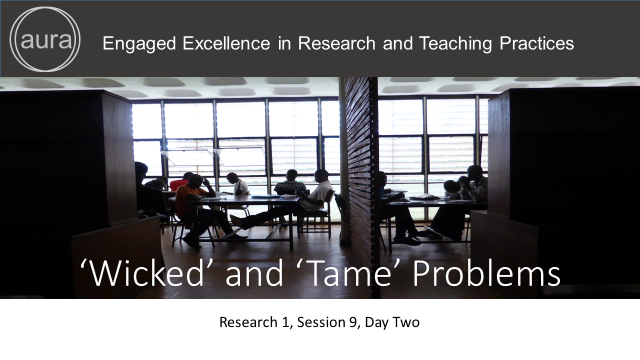 aura
Engaged Excellence in Research and Teaching Practices
‘Wicked’ and ‘Tame’ Problems
Research 1, Session 9, Day Two